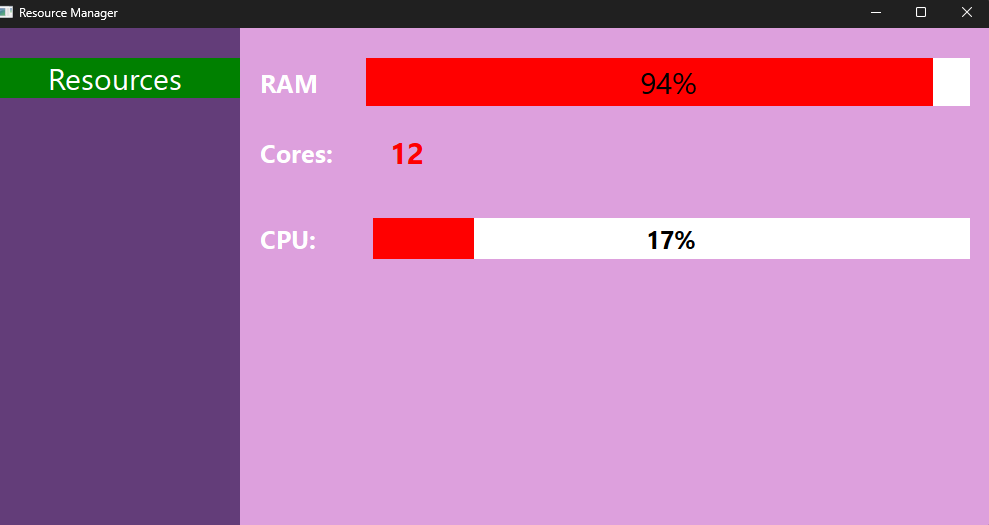 Resource Manager
Resources
RAM 94%
Cores: 12
CPU: 17%